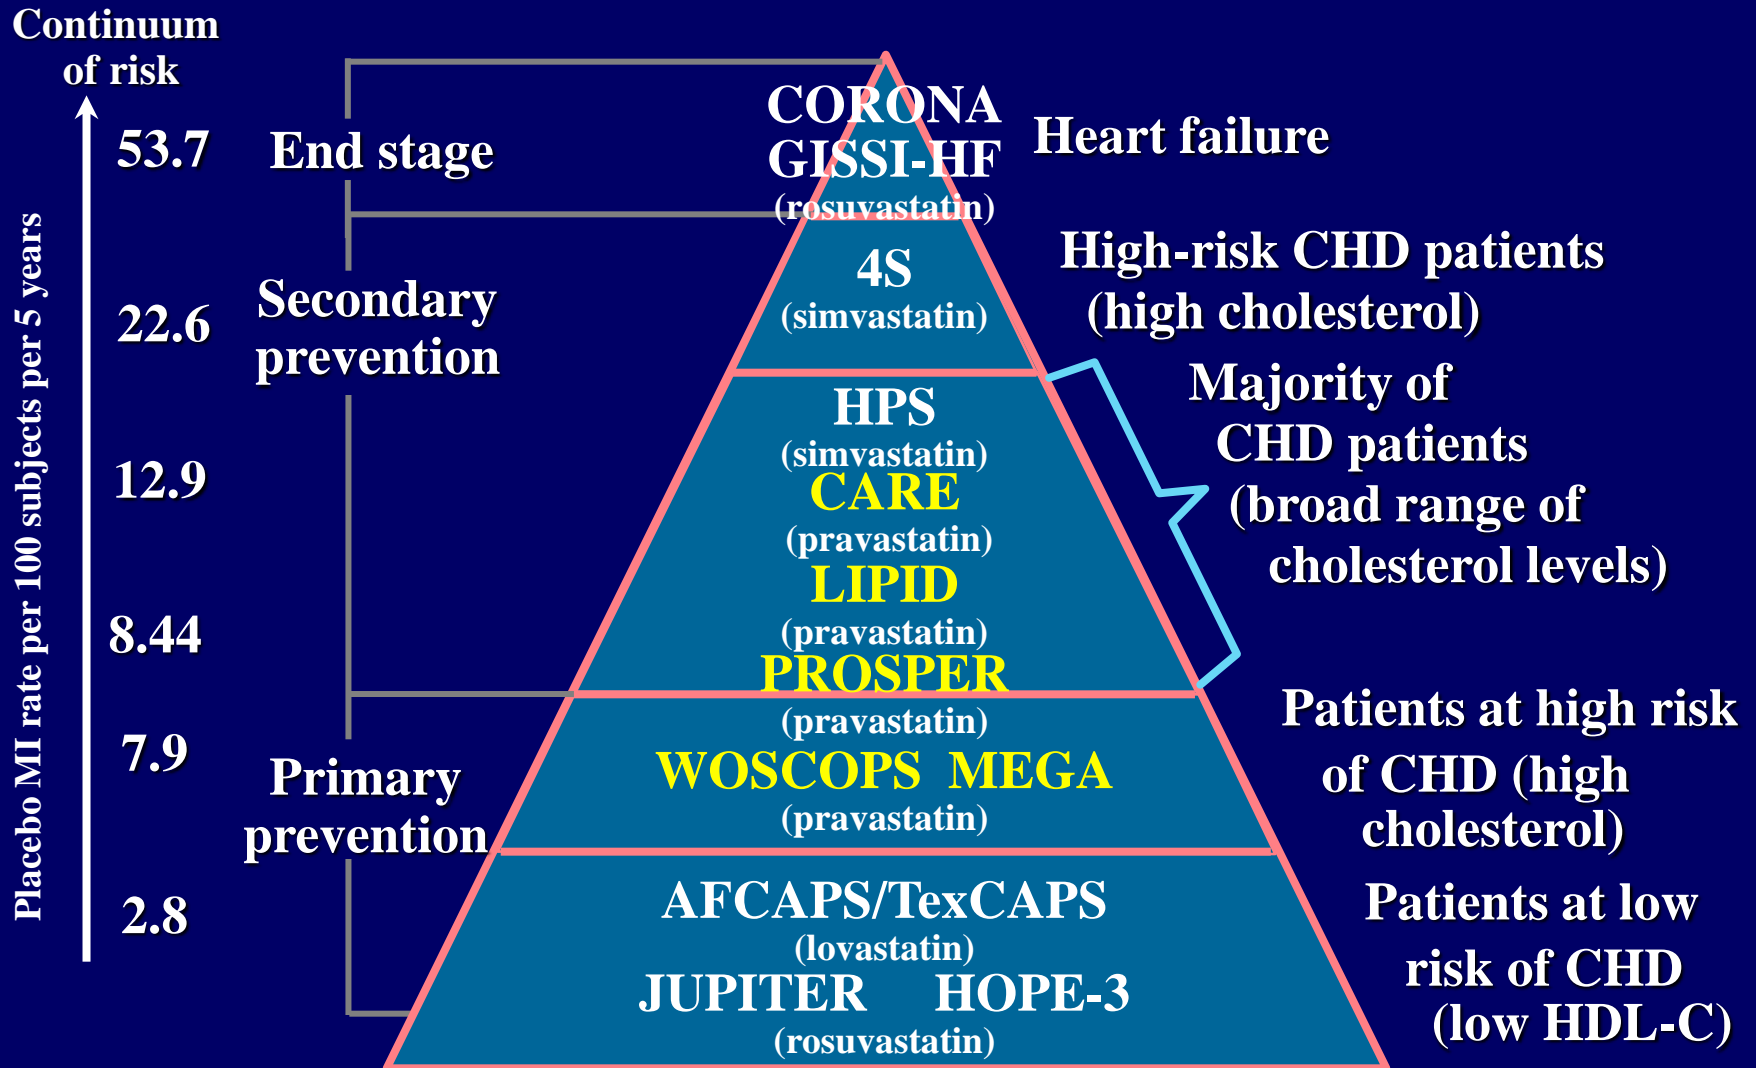 Continuum
of risk
Placebo MI rate per 100 subjects per 5 years
53.7
22.6
12.9
8.44
7.9
2.8
End stage
Secondary
prevention
Primary
prevention
CORONA
GISSI-HF
(rosuvastatin)
4S
(simvastatin)
HPS
(simvastatin)
CARE
(pravastatin)
LIPID
(pravastatin)
PROSPER
(pravastatin)
WOSCOPS MEGA
(pravastatin)
AFCAPS/TexCAPS
(lovastatin)
JUPITER HOPE-3
(rosuvastatin)
Heart failure
High-risk CHD patients
(high cholesterol)
Majority of
CHD patients
(broad range of
cholesterol levels)
Patients at high risk
of CHD (high
cholesterol)
Patients at low
risk of CHD
(low HDL-C)